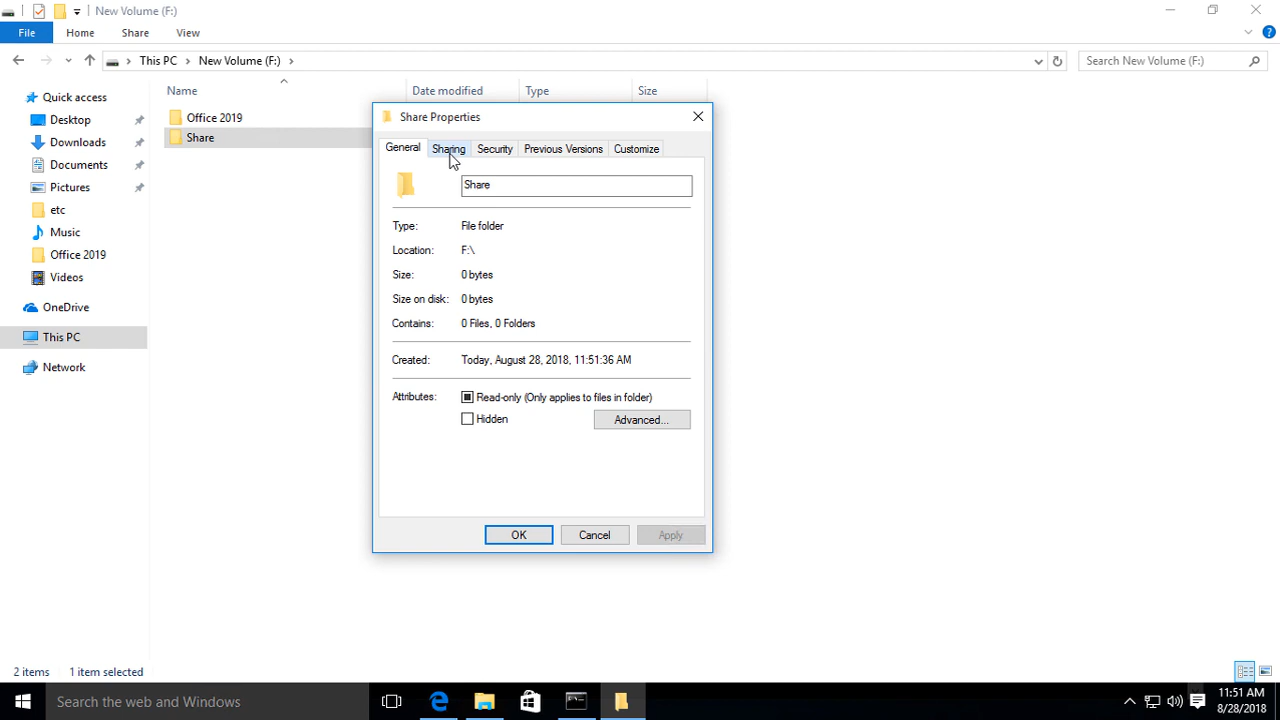 New Volume (F:)
File Home Share View
This PC New Volume (F:) Search New Volume (F:)
Quick access
Desktop
Downloads
Documents
Pictures
etc
Music
Office 2019
Videos
OneDrive
This PC
Network
Name Date modified Type Size
Office 2019
Share
Share Properties
General Sharing Security Previous Versions Customize
Share
Type: File folder
Location: F:\
Size: 0 bytes
Size on disk: 0 bytes
Contains: 0 Files, 0 Folders
Created: Today, August 28, 2018, 11:51:36 AM
Attributes: Read-only (Only applies to files in folder)
Hidden Advanced...
OK Cancel Apply
2 items 1 item selected
Search the web and Windows
11:51 AM
8/28/2018